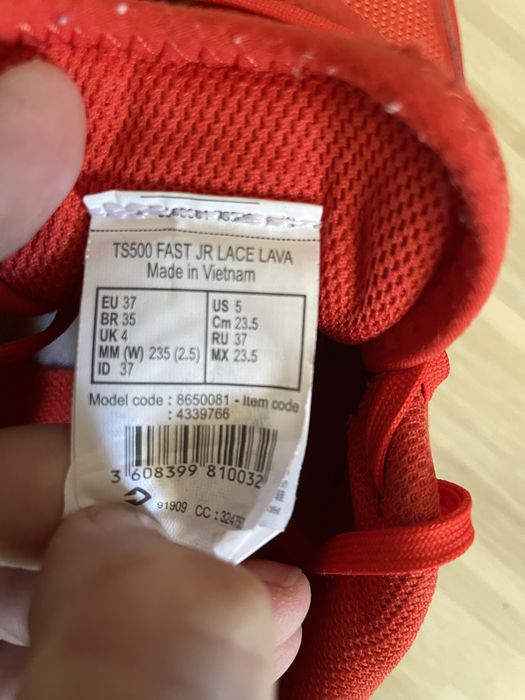 TS500 FAST JR LACE LAVA
Made in Vietnam
EU 37
BR 35
UK 4
MM (W) 235 (2.5)
ID 37
US 5
Cm 23.5
RU 37
MX 23.5
Model code : 8650081 - Item code
: 4339766
3 608399 810032
91909 CC :